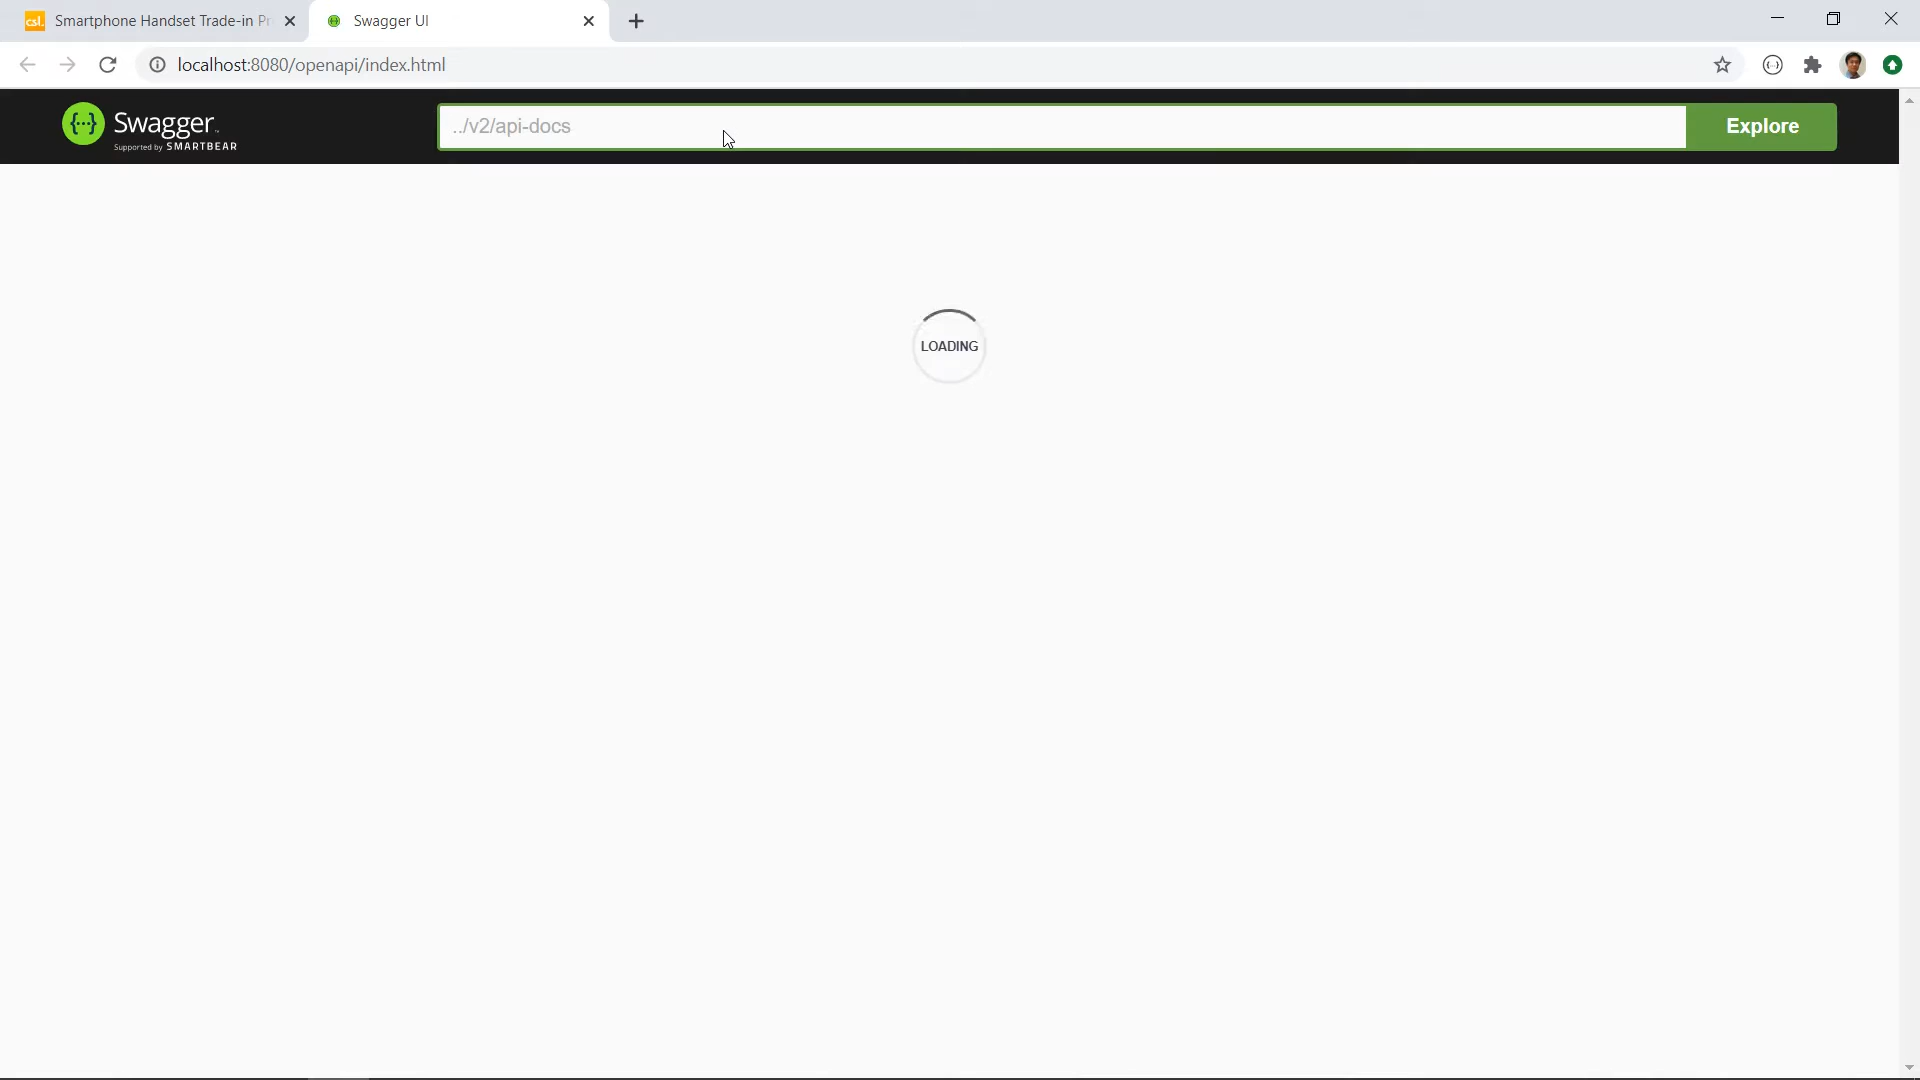 csl.
Smartphone Handset Trade-in Pr
Swagger UI
localhost:8080/openapi/index.html
{···} Swagger
Supported by SMARTBEAR
../v2/api-docs
Explore
LOADING